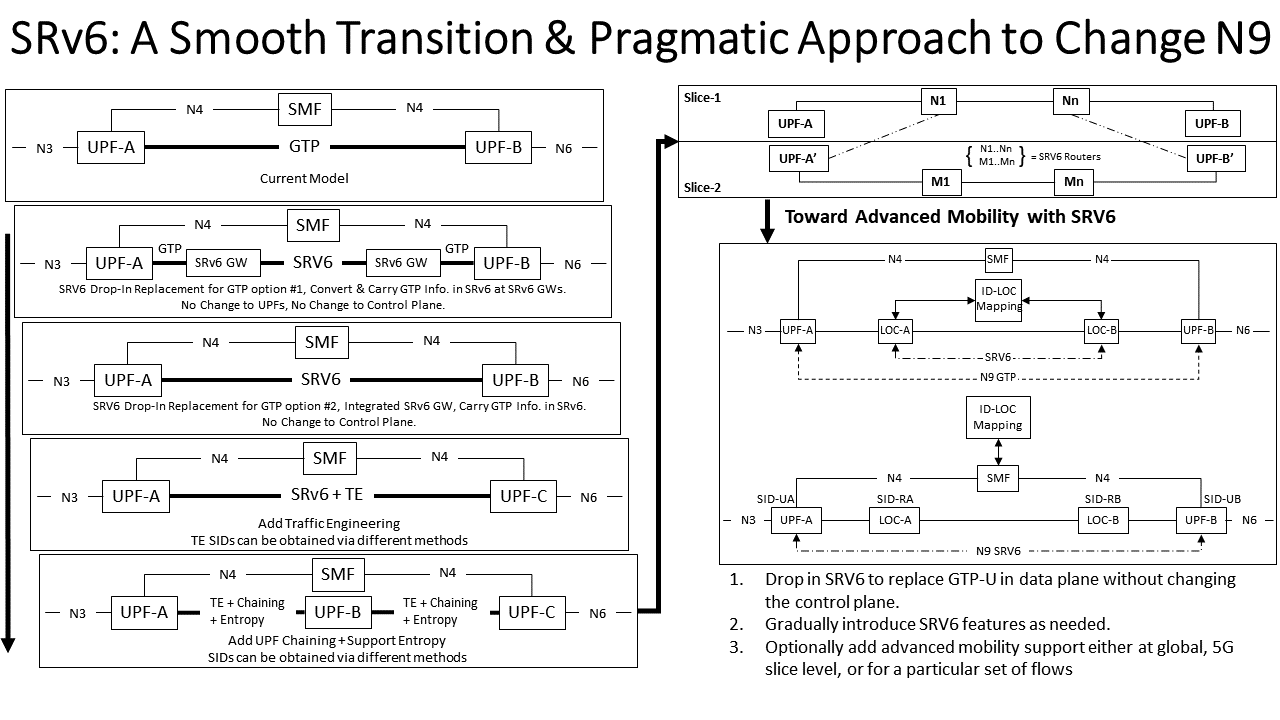 SRv6: A Smooth Transition & Pragmatic Approach to Change N9
N4 SMF N4
N3 UPF-A GTP UPF-B N6
Current Model
N4 SMF N4
N3 UPF-A GTP SRv6 GW SRV6 SRv6 GW GTP UPF-B N6
SRV6 Drop-In Replacement for GTP option #1, Convert & Carry GTP Info. in SRv6 at SRv6 GWs.
No Change to UPFs, No Change to Control Plane.
N4 SMF N4
N3 UPF-A SRV6 UPF-B N6
SRV6 Drop-In Replacement for GTP option #2, Integrated SRv6 GW, Carry GTP Info. in SRv6.
No Change to Control Plane.
N4 SMF N4
N3 UPF-A SRv6 + TE UPF-C N6
Add Traffic Engineering
TE SIDs can be obtained via different methods
N4 SMF N4
N3 UPF-A TE + Chaining UPF-B TE + Chaining UPF-C N6
+ Entropy + Entropy
Add UPF Chaining + Support Entropy
SIDs can be obtained via different methods
Slice-1 N1 Nn
UPF-A UPF-B
UPF-A’ { N1..Nn } = SRV6 Routers UPF-B’
M1..Mn
Slice-2 M1 Mn
Toward Advanced Mobility with SRV6
N4 SMF N4
ID-LOC
Mapping
N3 UPF-A LOC-A LOC-B UPF-B N6
SRV6
N9 GTP
ID-LOC
Mapping
N4 SMF N4
SID-UA SID-RA SID-RB SID-UB
N3 UPF-A LOC-A LOC-B UPF-B N6
N9 SRV6
1. Drop in SRV6 to replace GTP-U in data plane without changing
the control plane.
2. Gradually introduce SRV6 features as needed.
3. Optionally add advanced mobility support either at global, 5G
slice level, or for a particular set of flows